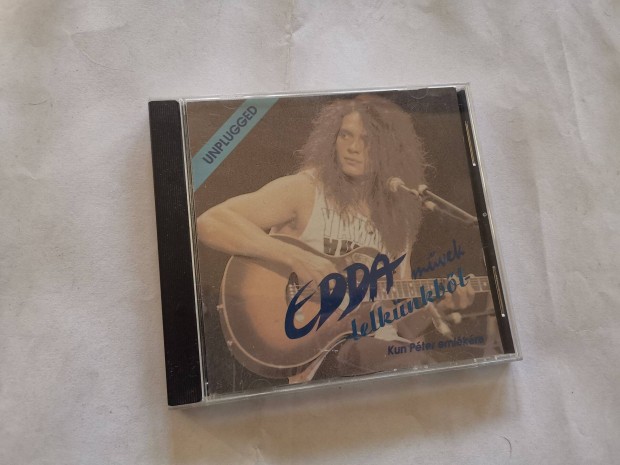 UNPLUGGED
EDDA művek
lelkünkből
Kun Péter emlékére